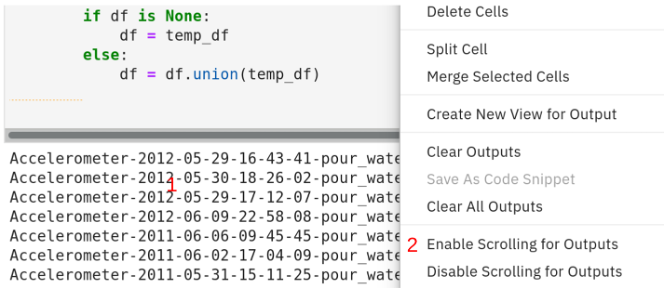 if df is None:
df = temp_df
else:
df = df.union(temp_df)
Accelerometer-2012-05-29-16-43-41-pour_wate
Accelerometer-2012-05-30-18-26-02-pour_wate
1
Accelerometer-2012-05-29-17-12-07-pour_wate
Accelerometer-2012-06-09-22-58-08-pour_wate
Accelerometer-2011-06-06-09-45-45-pour_wate
Accelerometer-2011-06-02-17-04-09-pour_wate
Accelerometer-2011-05-31-15-11-25-pour_wate
Delete Cells
Split Cell
Merge Selected Cells
Create New View for Output
Clear Outputs
Save As Code Snippet
Clear All Outputs
2 Enable Scrolling for Outputs
Disable Scrolling for Outputs